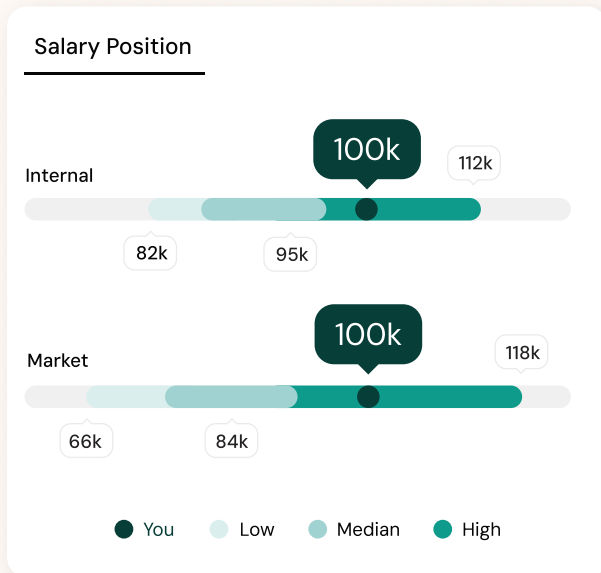 Salary Position
100k
112k
Internal
82k
95k
100k
118k
Market
66k
84k
You
Low
Median
High